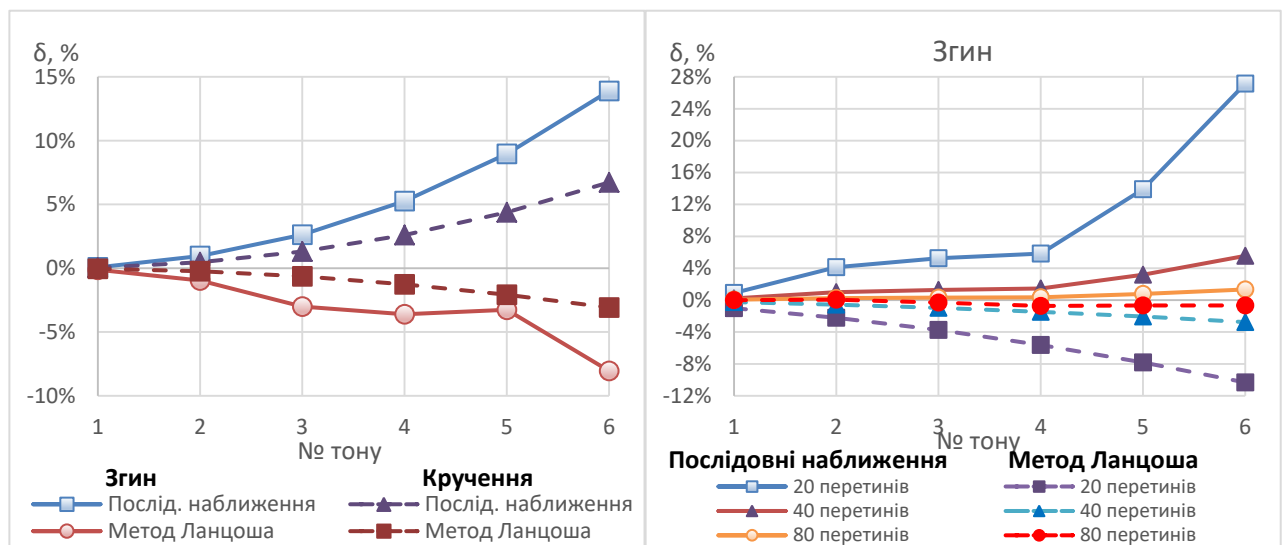 δ, %
15%
10%
5%
0%
-5%
-10%
1 2 3 4 5 6
№ тону
Згин Кручення
Послід. наближення Послід. наближення
Метод Ланцоша Метод Ланцоша
δ, % Згин
28%
24%
20%
16%
12%
8%
4%
0%
-4%
-8%
-12%
1 2 3 4 5 6
№ тону
Послідовні наближення Метод Ланцоша
20 перетинів 20 перетинів
40 перетинів 40 перетинів
80 перетинів 80 перетинів